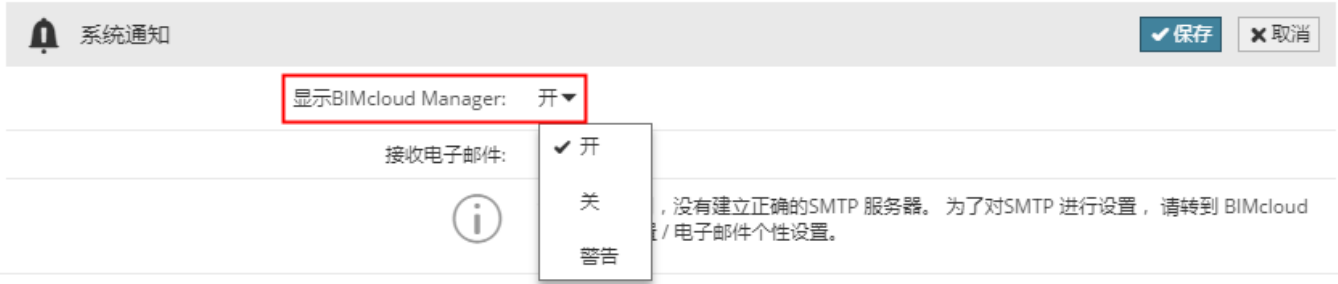 系统通知
保存
取消
显示BIMcloud Manager: 开
接收电子邮件:
开
关
警告
，没有建立正确的SMTP 服务器。 为了对SMTP 进行设置， 请转到 BIMcloud
/ 电子邮件个性设置。